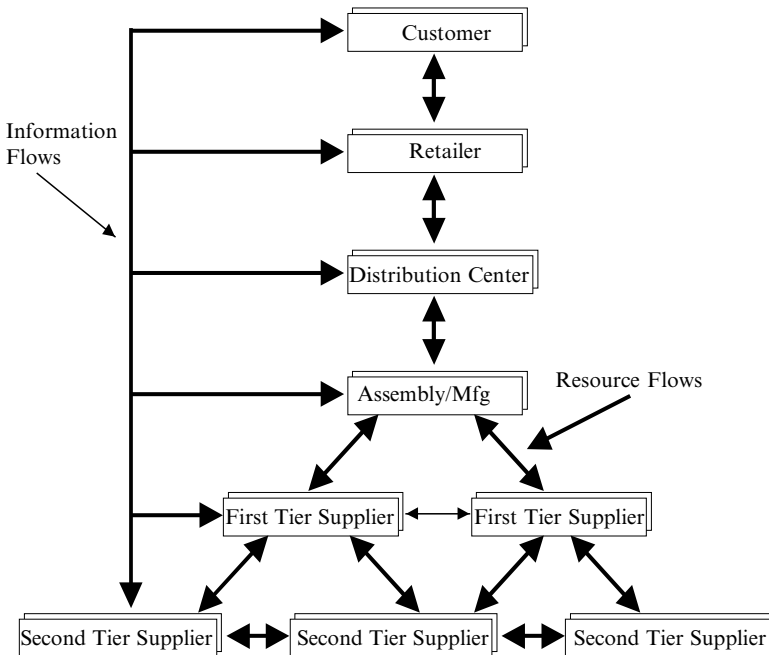 Customer
Information
Flows
Retailer
Distribution Center
Assembly/Mfg
Resource Flows
First Tier Supplier
First Tier Supplier
Second Tier Supplier
Second Tier Supplier
Second Tier Supplier